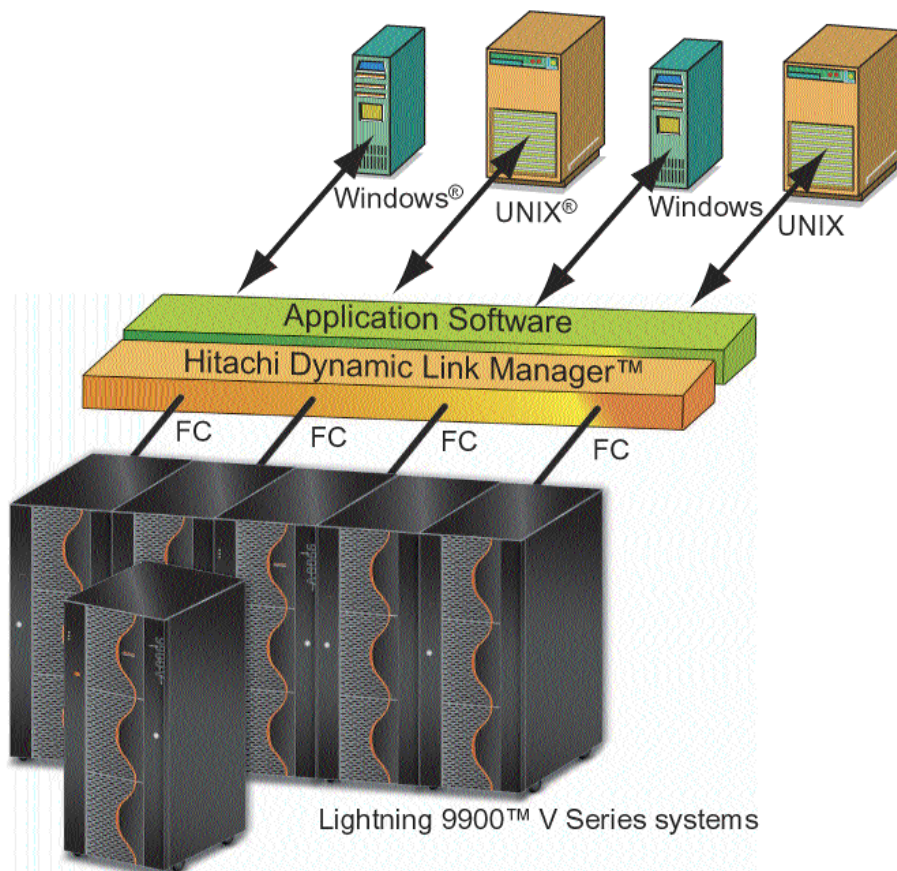 Windows®
UNIX®
Windows
UNIX
Application Software
Hitachi Dynamic Link Manager™
FC
FC
FC
FC
Lightning 9900™ V Series systems